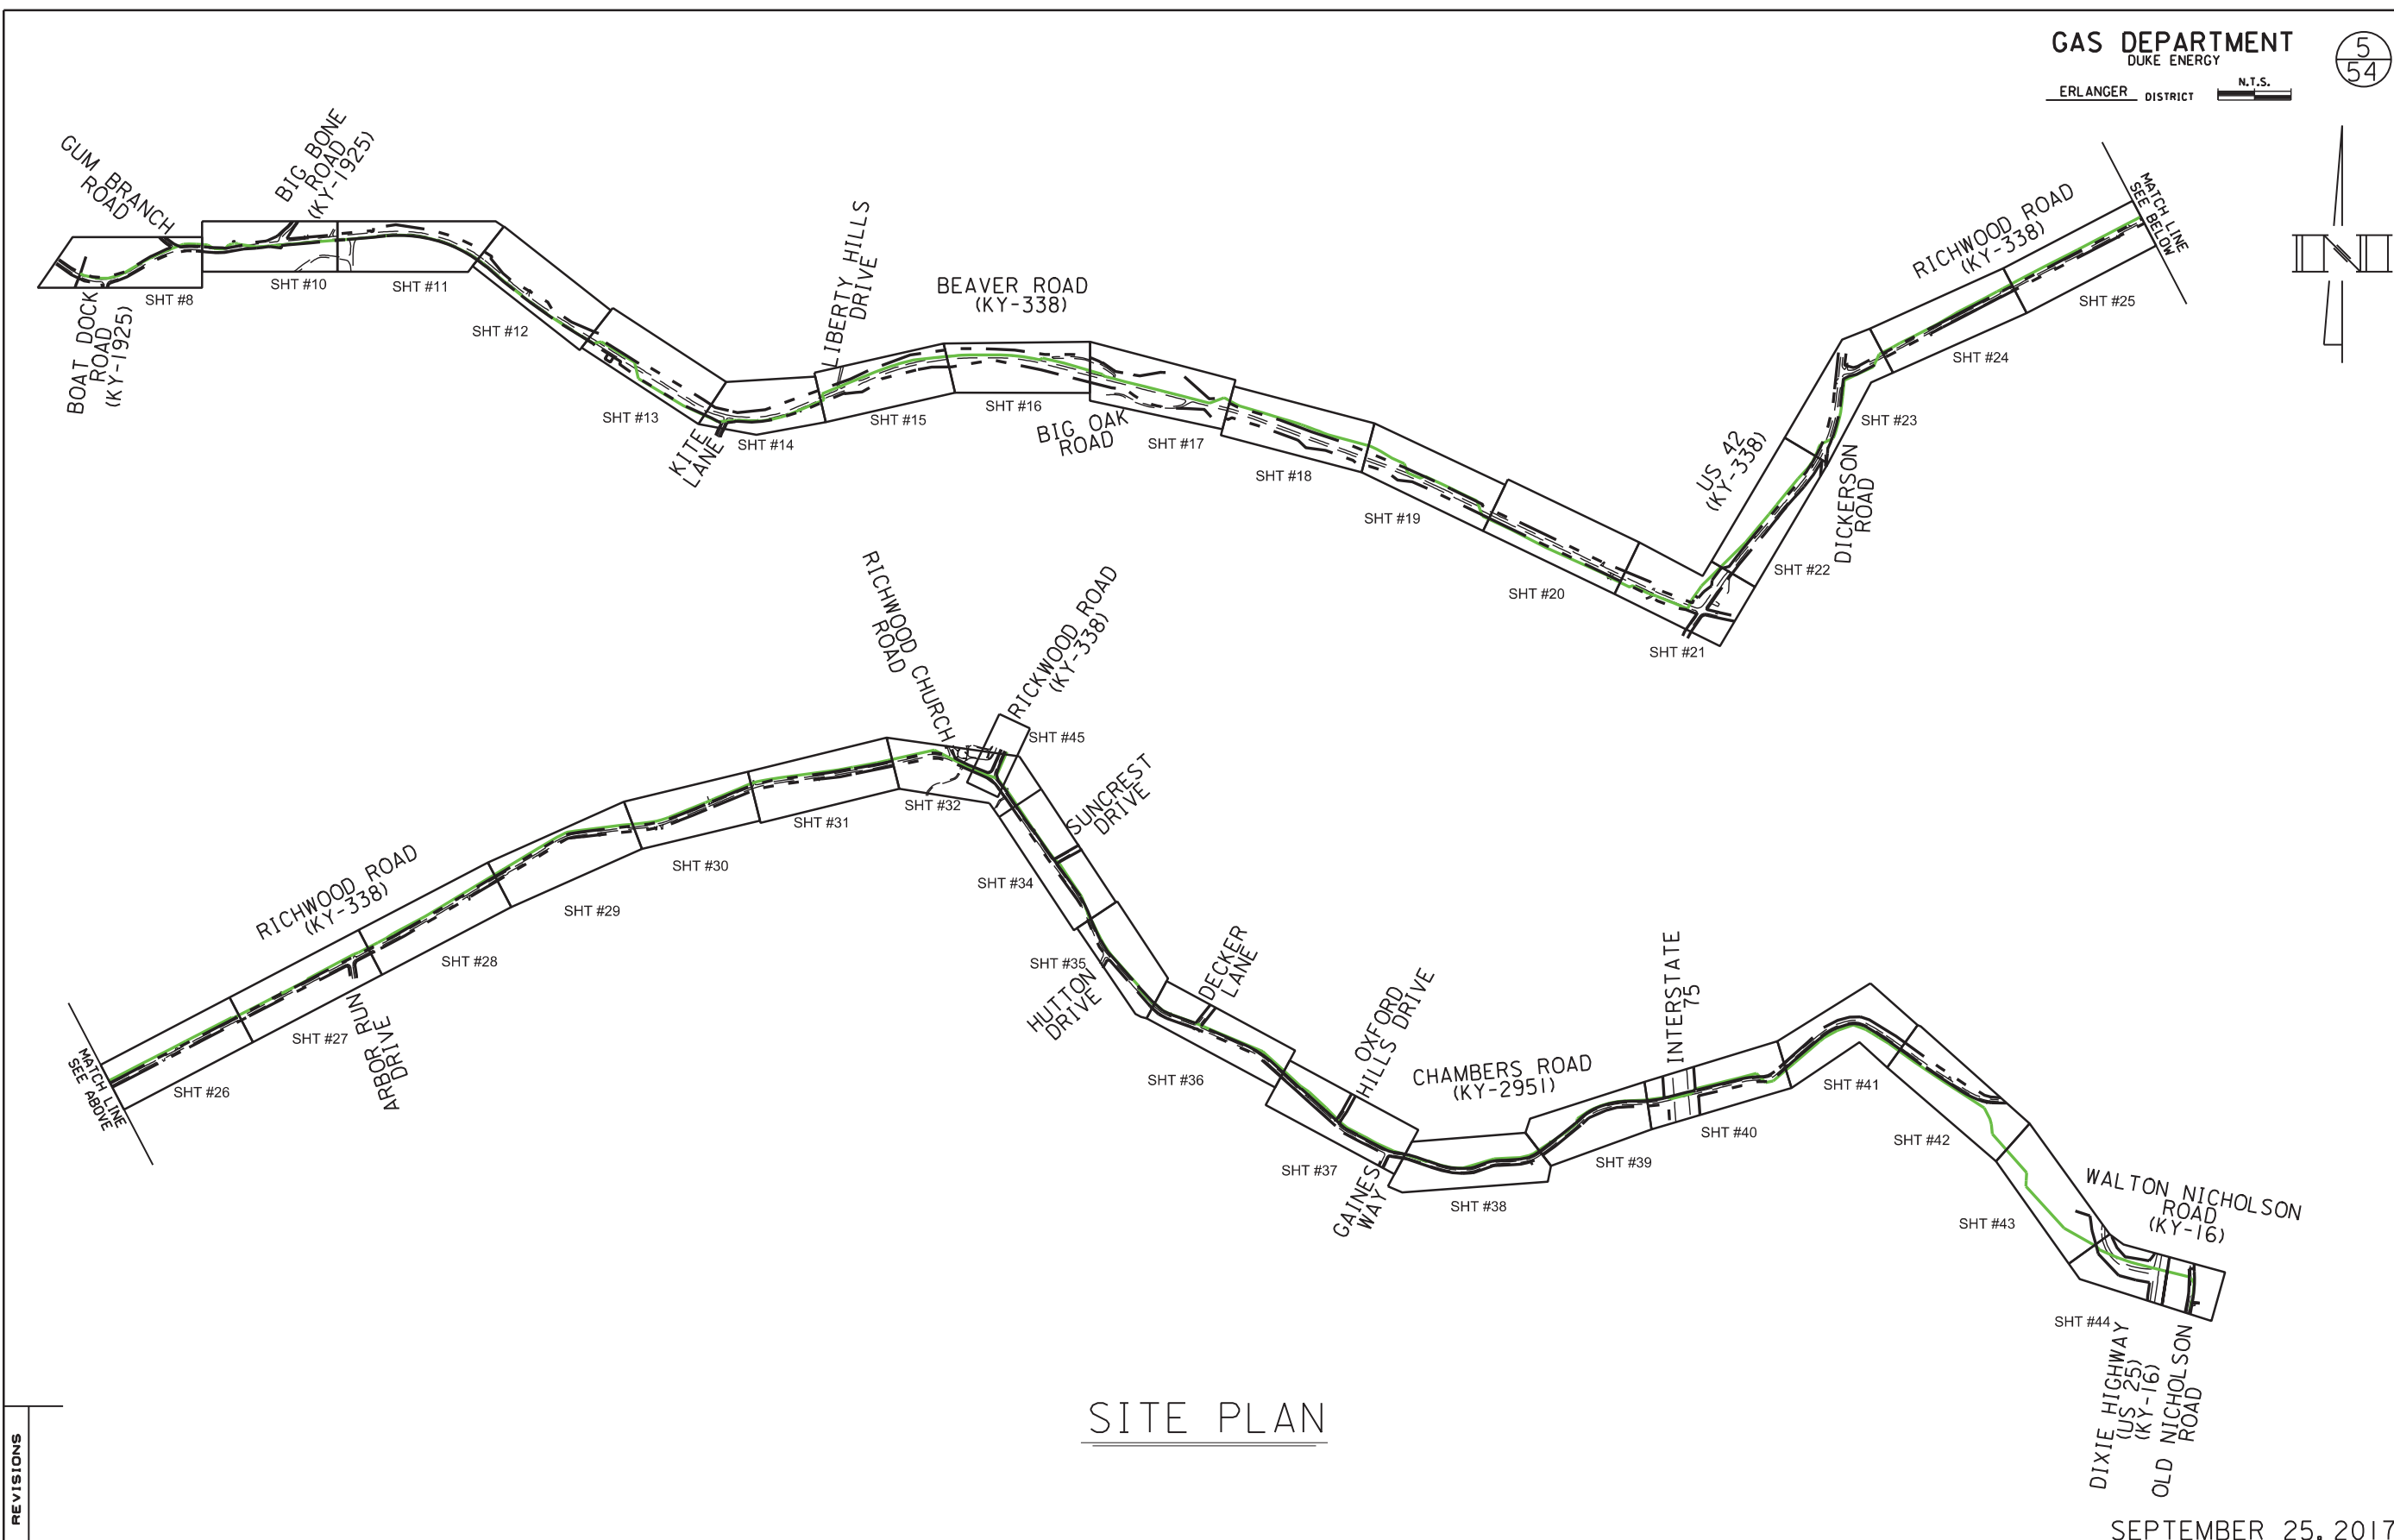 GAS DEPARTMENT
DUKE ENERGY
5
54
ERLANGER DISTRICT
N.T.S.
GUM BRANCH
ROAD
BIG BONE
ROAD
(KY-1925)
BOAT DOCK
ROAD
(KY-1925)
SHT #8
SHT #10
SHT #11
SHT #12
SHT #13
KITE
LANE
SHT #14
LIBERTY HILLS
DRIVE
SHT #15
BEAVER ROAD
(KY-338)
SHT #16
BIG OAK
ROAD
SHT #17
SHT #18
SHT #19
SHT #20
SHT #21
US 42
(KY-338)
SHT #22
DICKERSON
ROAD
SHT #23
SHT #24
RICHWOOD ROAD
(KY-338)
SHT #25
MATCH LINE
SEE BELOW
N
MATCH LINE
SEE ABOVE
SHT #26
RICHWOOD ROAD
(KY-338)
SHT #27
ARBOR RUN
DRIVE
SHT #28
SHT #29
SHT #30
SHT #31
SHT #32
RICHWOOD CHURCH
ROAD
RICKWOOD ROAD
(KY-338)
SHT #45
SUNCREST
DRIVE
SHT #34
SHT #35
HUTTON
DRIVE
DECKER
LANE
SHT #36
OXFORD
HILLS DRIVE
SHT #37
GAINES
WAY
CHAMBERS ROAD
(KY-2951)
SHT #38
SHT #39
INTERSTATE
75
SHT #40
SHT #41
SHT #42
SHT #43
WALTON NICHOLSON
ROAD
(KY-16)
SHT #44
DIXIE HIGHWAY
(US 25)
(KY-16)
OLD NICHOLSON
ROAD
SITE PLAN
REVISIONS
SEPTEMBER 25, 2017